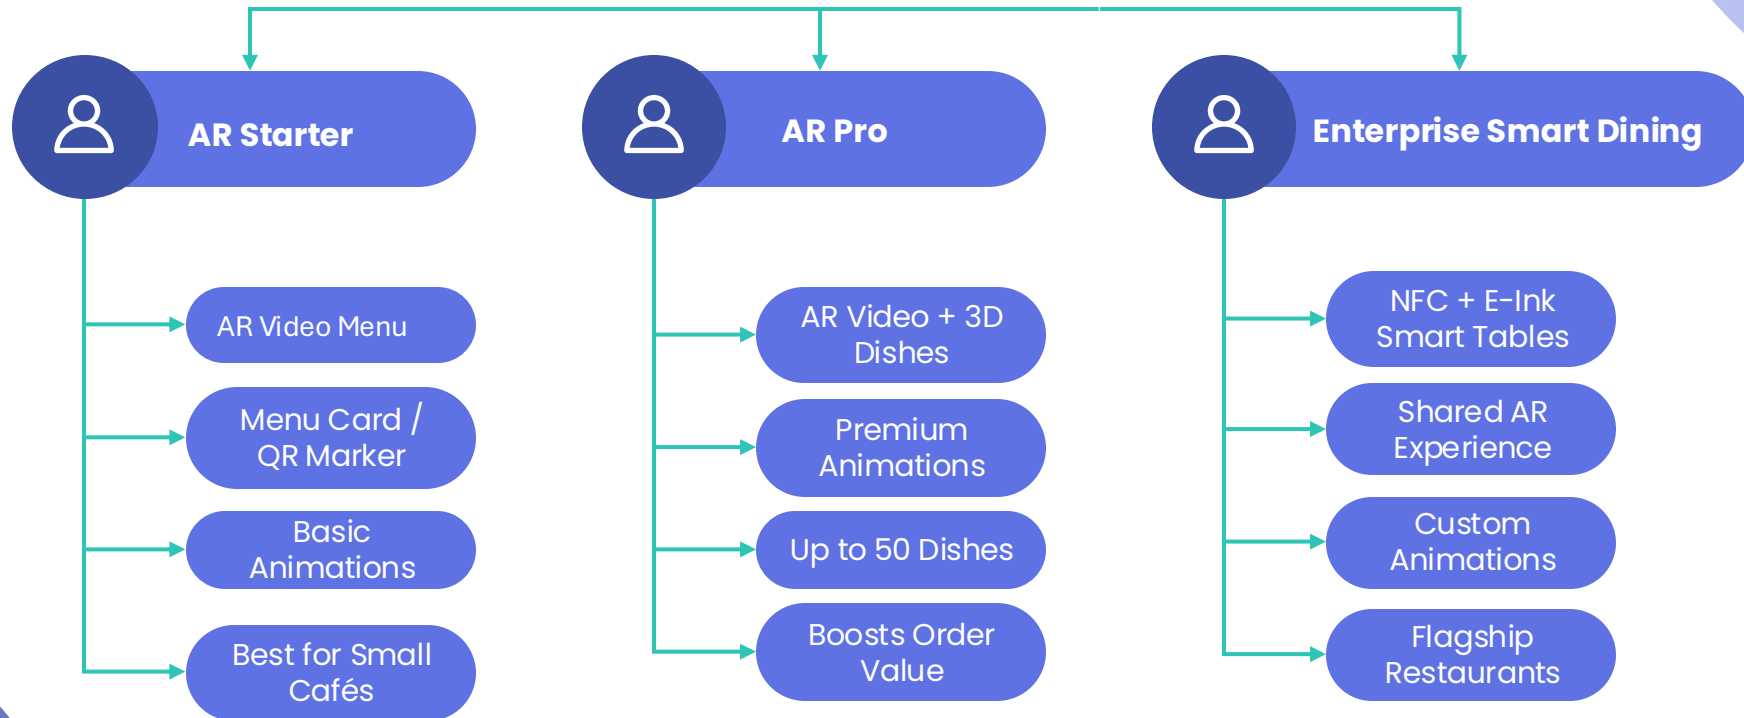 AR Starter
AR Video Menu
Menu Card /
QR Marker
Basic
Animations
Best for Small
Cafés
AR Pro
AR Video + 3D
Dishes
Premium
Animations
Up to 50 Dishes
Boosts Order
Value
Enterprise Smart Dining
NFC + E-Ink
Smart Tables
Shared AR
Experience
Custom
Animations
Flagship
Restaurants